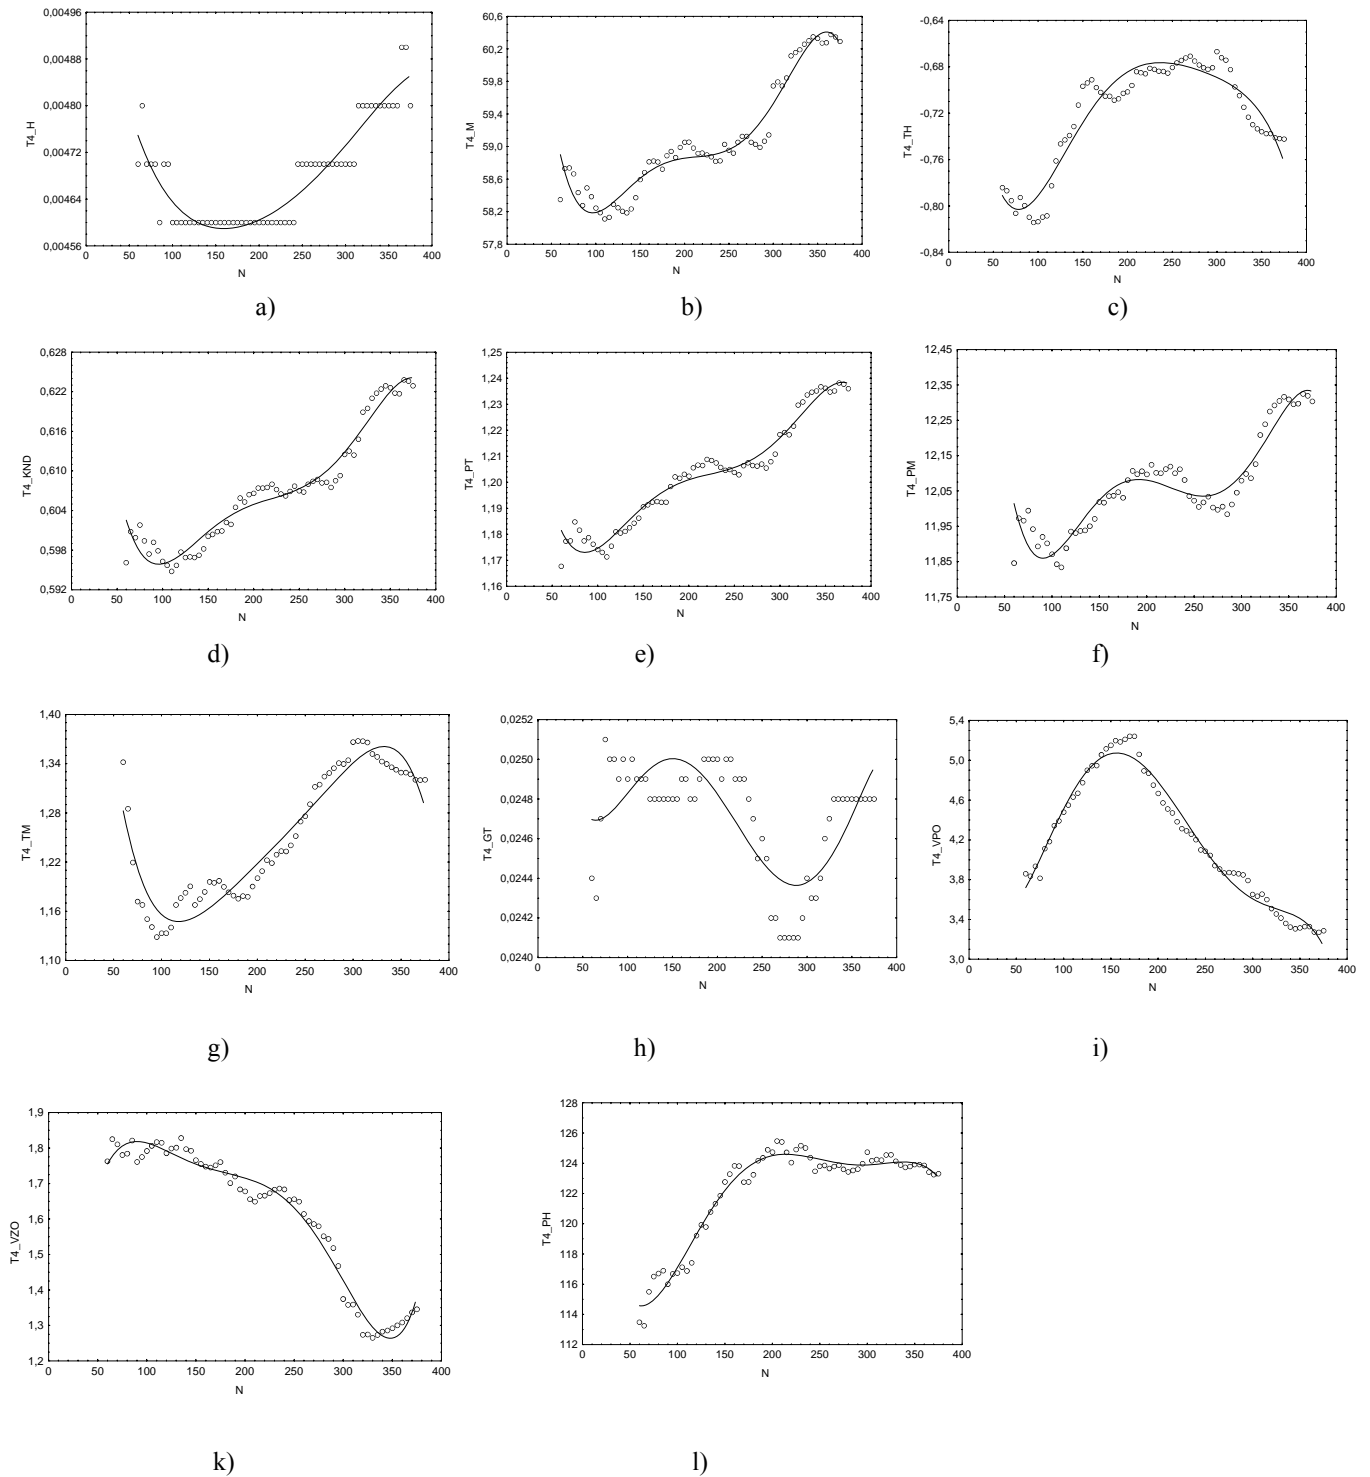 0,00496
0,00488
0,00480
0,00472
0,00464
0,00456
T4_H
0 50 100 150 200 250 300 350 400
N
a)
60,6
60,2
59,8
59,4
59,0
58,6
58,2
57,8
T4_M
0 50 100 150 200 250 300 350 400
N
b)
-0,64
-0,68
-0,72
-0,76
-0,80
-0,84
T4_TH
0 50 100 150 200 250 300 350 400
N
c)
0,628
0,622
0,616
0,610
0,604
0,598
0,592
T4_KND
0 50 100 150 200 250 300 350 400
N
d)
1,25
1,24
1,23
1,22
1,21
1,20
1,19
1,18
1,17
1,16
T4_PT
0 50 100 150 200 250 300 350 400
N
e)
12,45
12,35
12,25
12,15
12,05
11,95
11,85
11,75
T4_PM
0 50 100 150 200 250 300 350 400
N
f)
1,40
1,34
1,28
1,22
1,16
1,10
T4_TM
0 50 100 150 200 250 300 350 400
N
g)
0,0252
0,0250
0,0248
0,0246
0,0244
0,0242
0,0240
T4_GT
0 50 100 150 200 250 300 350 400
N
h)
5,4
5,0
4,6
4,2
3,8
3,4
3,0
T4_VPO
0 50 100 150 200 250 300 350 400
N
i)
1,9
1,8
1,7
1,6
1,5
1,4
1,3
1,2
T4_VZO
0 50 100 150 200 250 300 350 400
N
k)
128
126
124
122
120
118
116
114
112
T4_PH
0 50 100 150 200 250 300 350 400
N
l)